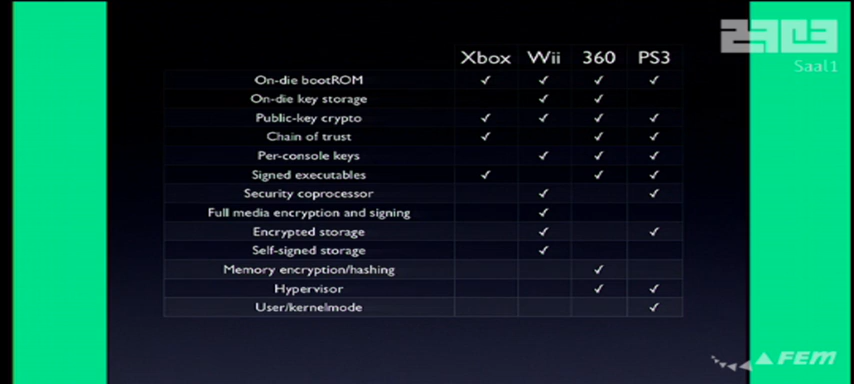 Xbox Wii 360 PS3
On-die bootROM ✓ ✓ ✓ ✓
On-die key storage ✓ ✓
Public-key crypto ✓ ✓ ✓ ✓
Chain of trust ✓ ✓ ✓
Per-console keys ✓ ✓ ✓
Signed executables ✓ ✓ ✓
Security coprocessor ✓ ✓
Full media encryption and signing ✓
Encrypted storage ✓ ✓
Self-signed storage ✓
Memory encryption/hashing ✓
Hypervisor ✓ ✓
User/kernelmode ✓
Saal1
FEM